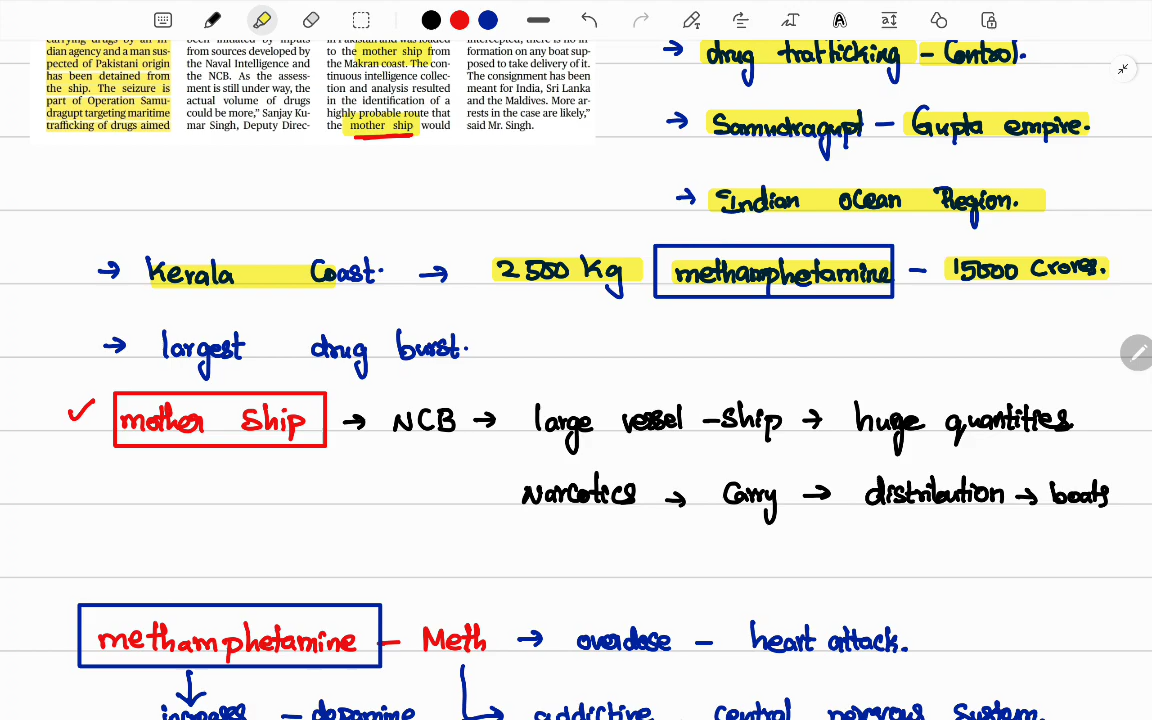 carrying drugs by an In-
dian agency and a man sus-
pected of Pakistani origin
has been detained from
the ship. The seizure is
part of Operation Samu-
dragupt targeting maritime
trafficking of drugs aimed
been initiated by inputs
from sources developed by
the Naval Intelligence and
the NCB. As the assess-
ment is still under way, the
actual volume of drugs
could be more," Sanjay Ku-
mar Singh, Deputy Direc-
in Pakistan and was loaded
to the mother ship from
the Makran coast. The con-
tinuous intelligence collec-
tion and analysis resulted
in the identification of a
highly probable route that
the mother ship would
intercepted, there is no in-
formation on any boat sup-
posed to take delivery of it.
The consignment has been
meant for India, Sri Lanka
and the Maldives. More ar-
rests in the case are likely,"
said Mr. Singh.
→ drug trafficking - Control.
→ Samudragupt - Gupta empire.
→ Indian Ocean Region.
→ Kerala Coast. → 2500 Kg methamphetamine - 15000 Crores.
→ largest drug burst.
✓ mother ship → NCB → large vessel - ship → huge quantities
Narcotics → Carry → distribution → boats
methamphetamine - Meth → overdose - heart attack.
increases - dopamine → addictive - central nervous system